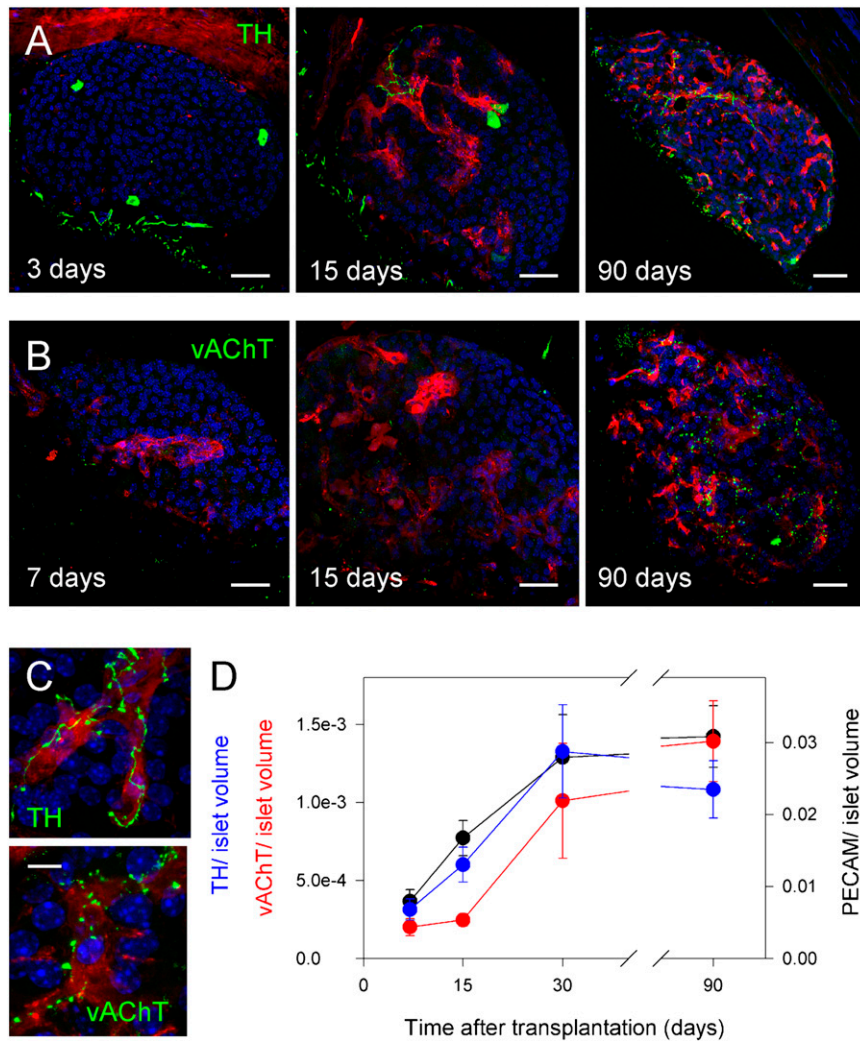 A
TH
3 days
15 days
90 days
B
vAChT
7 days
15 days
90 days
C
TH
vAChT
D
TH/ islet volume
vAChT/ islet volume
1.5e-3
1.0e-3
5.0e-4
0.0
PECAM/ islet volume
0.03
0.02
0.01
0.00
0 15 30 90
Time after transplantation (days)